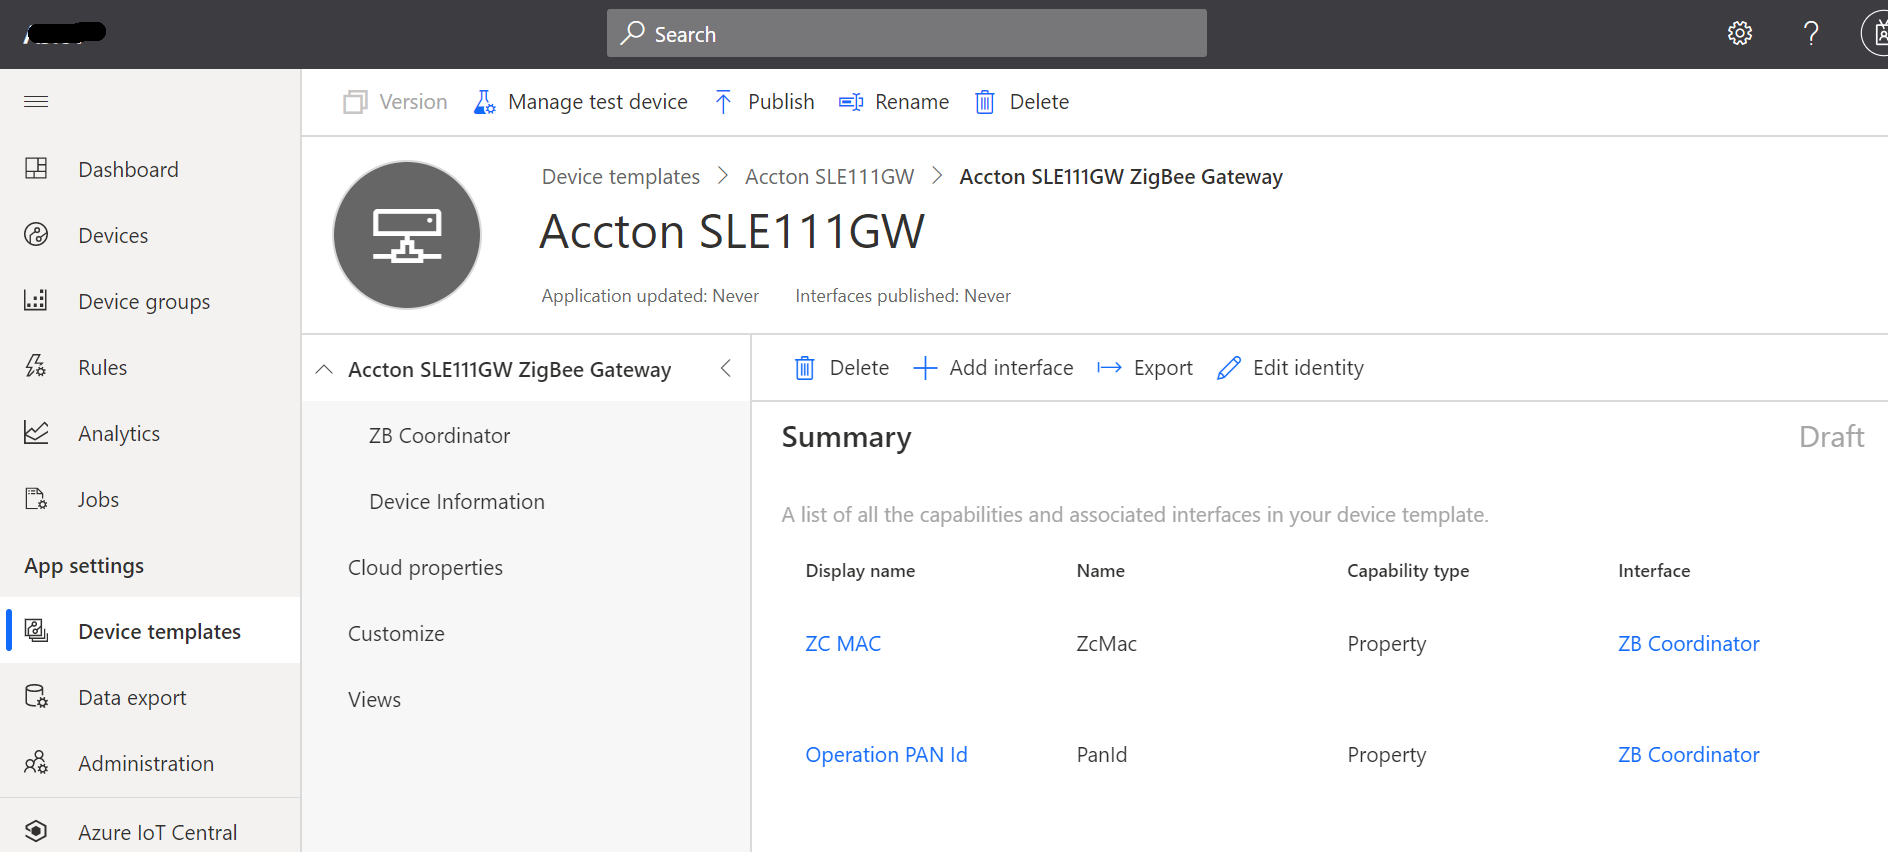 Search
Version
Manage test device
Publish
Rename
Delete
Dashboard
Devices
Device groups
Rules
Analytics
Jobs
App settings
Device templates
Data export
Administration
Azure IoT Central
Device templates > Accton SLE111GW > Accton SLE111GW ZigBee Gateway
Accton SLE111GW
Application updated: Never Interfaces published: Never
Accton SLE111GW ZigBee Gateway
ZB Coordinator
Device Information
Cloud properties
Customize
Views
Delete
Add interface
Export
Edit identity
Summary
Draft
A list of all the capabilities and associated interfaces in your device template.
Display name Name Capability type Interface
ZC MAC ZcMac Property ZB Coordinator
Operation PAN Id PanId Property ZB Coordinator